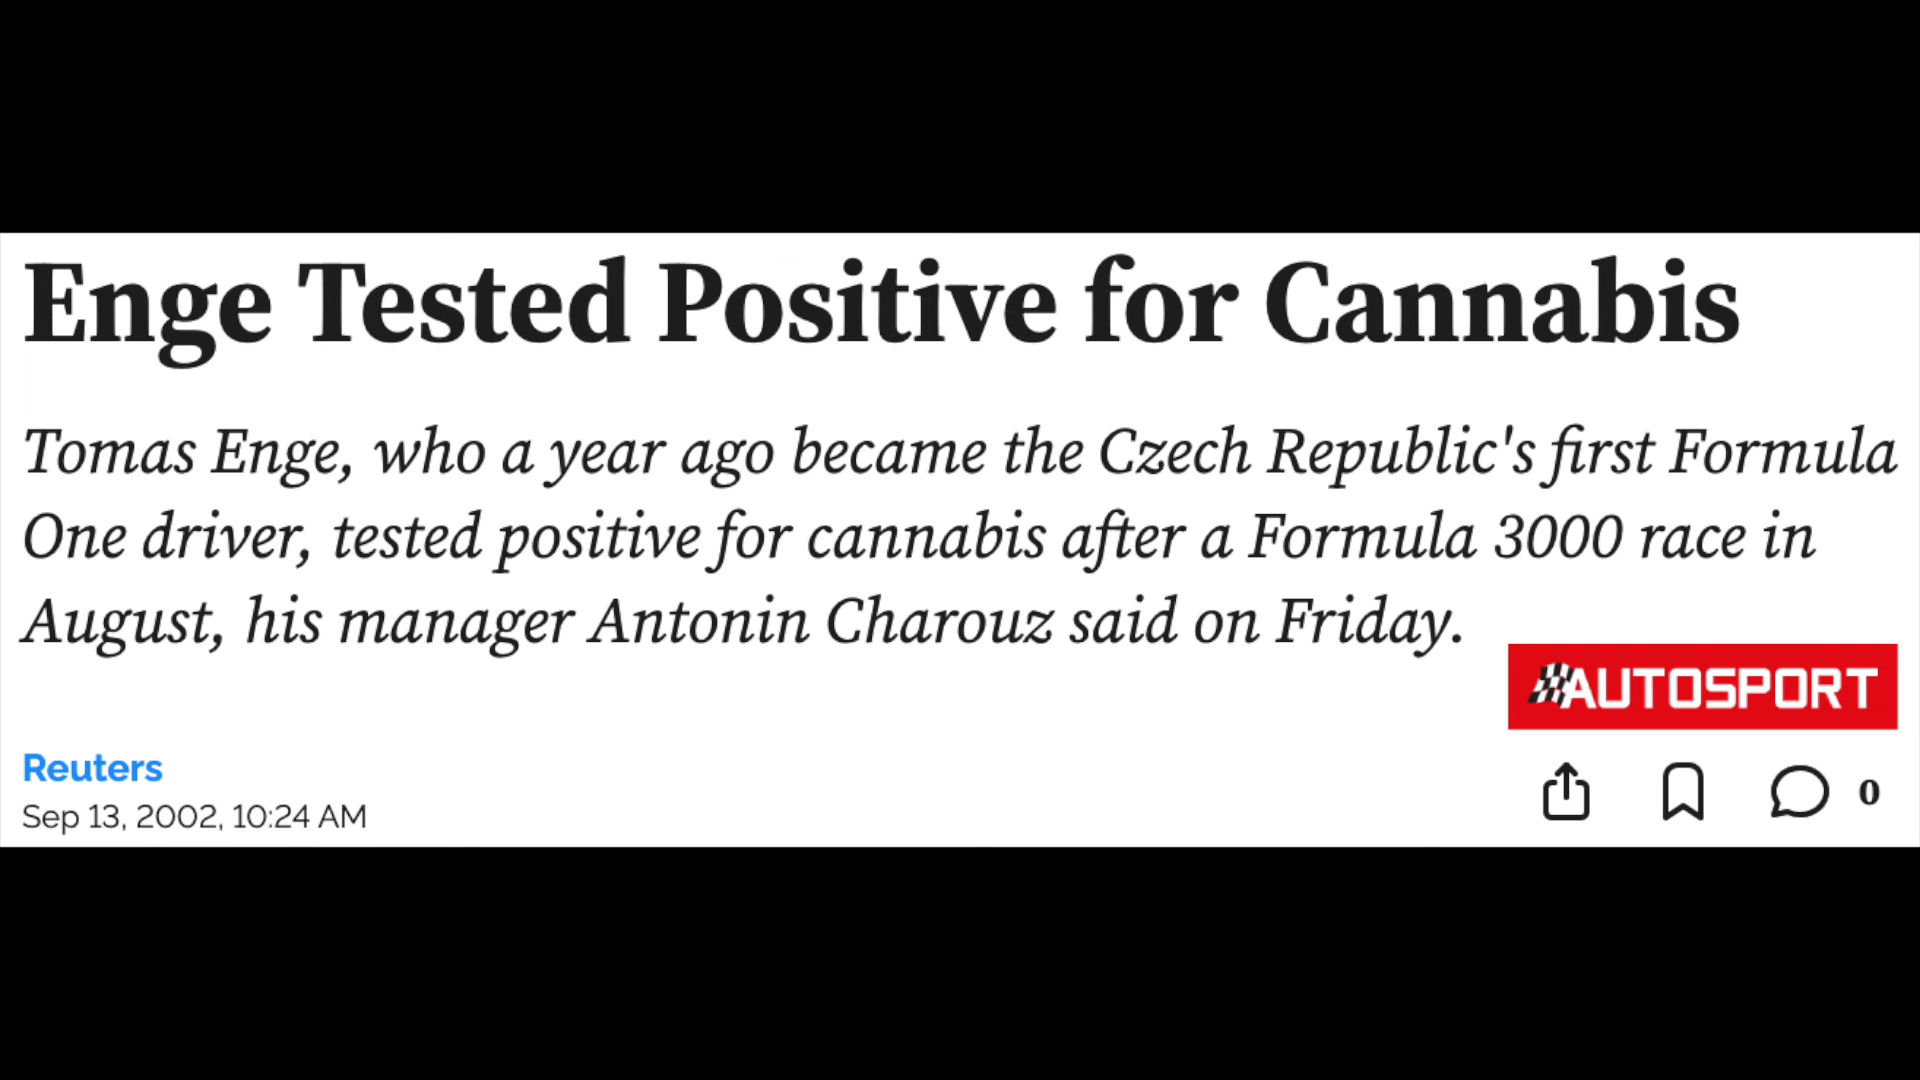 Enge Tested Positive for Cannabis
Tomas Enge, who a year ago became the Czech Republic's first Formula
One driver, tested positive for cannabis after a Formula 3000 race in
August, his manager Antonin Charouz said on Friday.
AUTOSPORT
Reuters
Sep 13, 2002, 10:24 AM
0